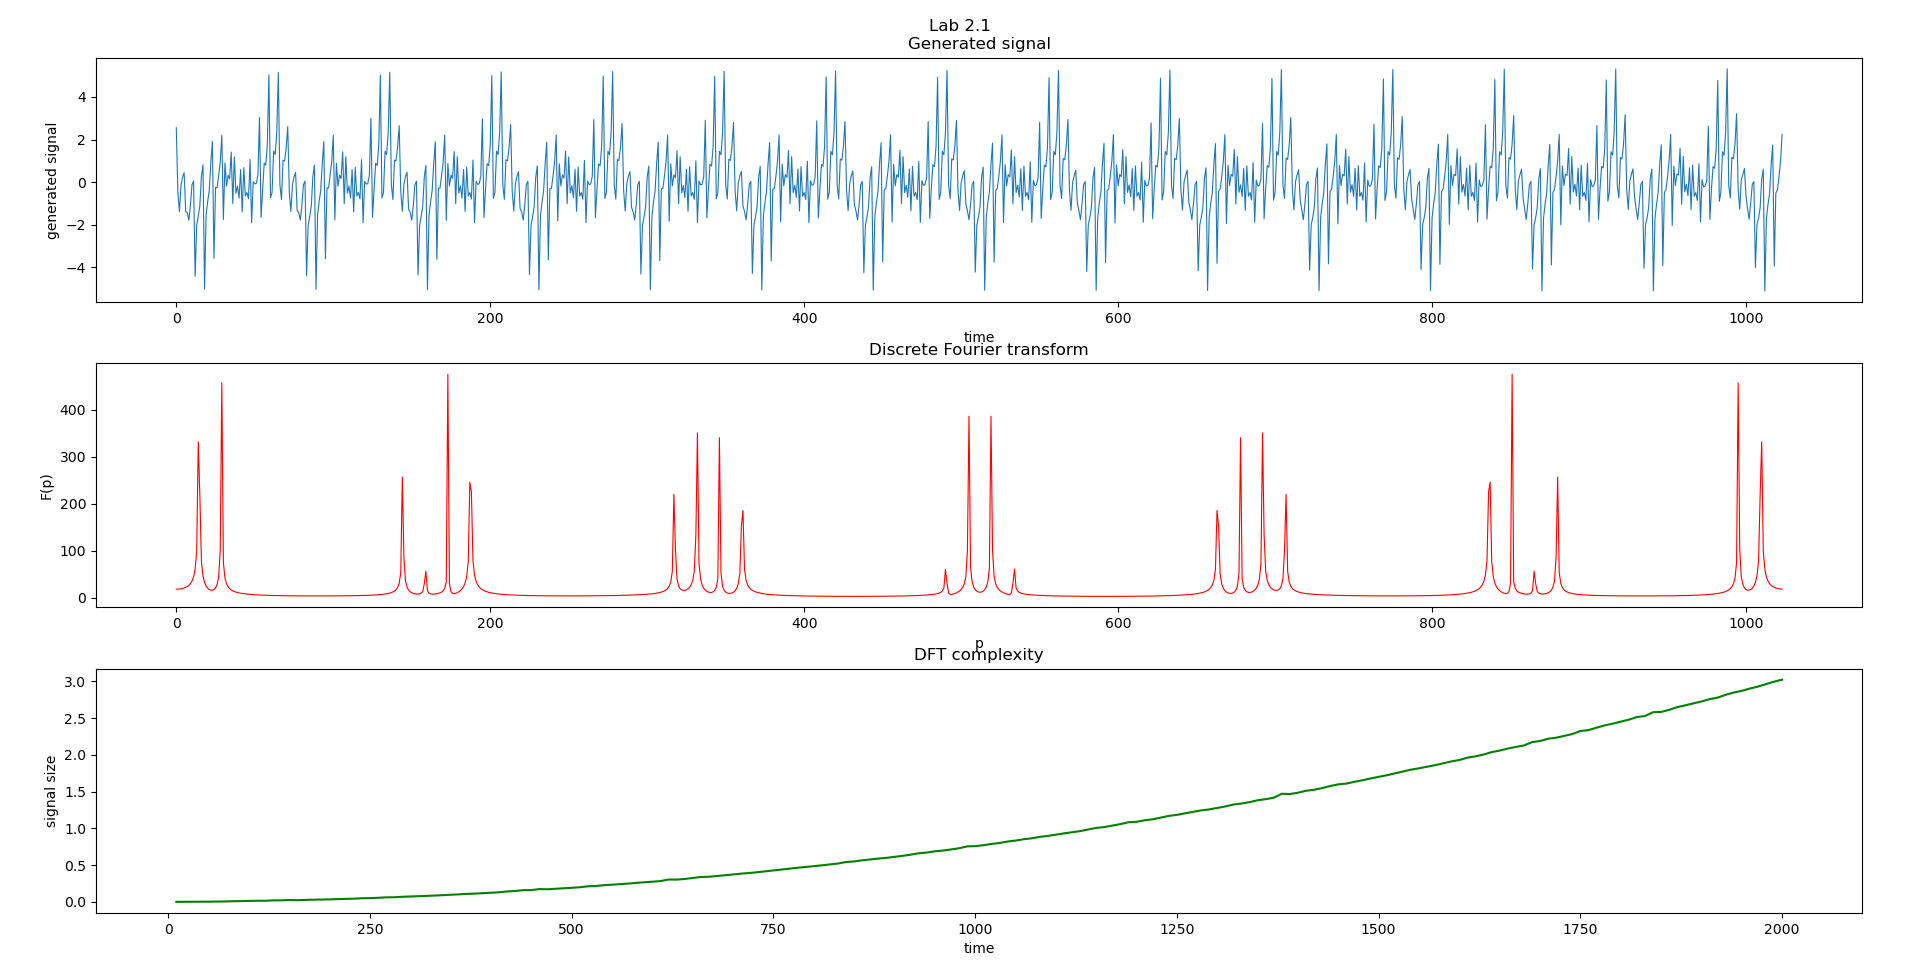 Lab 2.1
Generated signal
generated signal
4
2
0
−2
−4
0 200 400 600 800 1000
time
Discrete Fourier transform
F(p)
400
300
200
100
0
0 200 400 600 800 1000
p
DFT complexity
signal size
3.0
2.5
2.0
1.5
1.0
0.5
0.0
0 250 500 750 1000 1250 1500 1750 2000
time